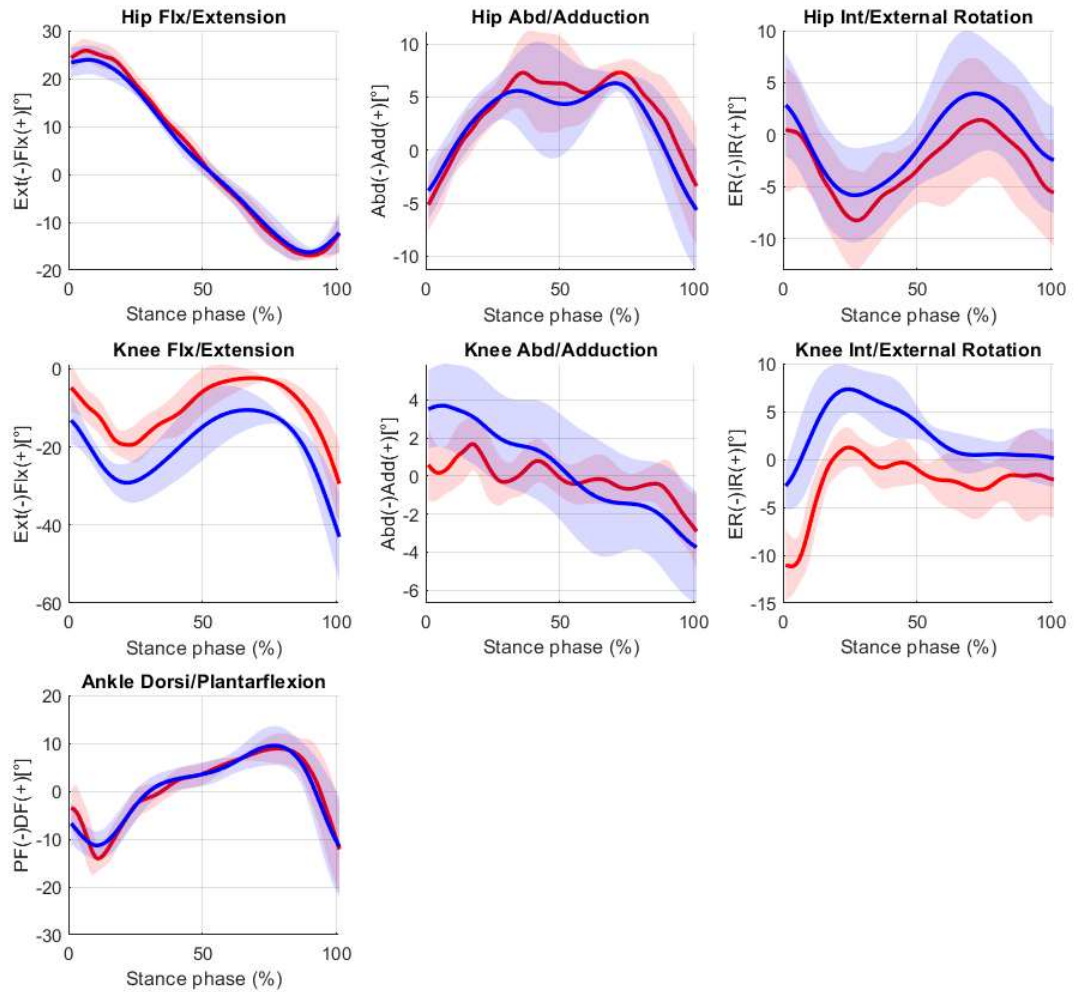 Hip Flx/Extension
Ext(-)Flx(+)[°]
30
20
10
0
-10
-20
0
50
100
Stance phase (%)
Hip Abd/Adduction
Abd(-)Add(+)[°]
10
5
0
-5
-10
0
50
100
Stance phase (%)
Hip Int/External Rotation
ER(-)IR(+)[°]
10
5
0
-5
-10
0
50
100
Stance phase (%)
Knee Flx/Extension
Ext(-)Flx(+)[°]
0
-20
-40
-60
0
50
100
Stance phase (%)
Knee Abd/Adduction
Abd(-)Add(+)[°]
4
2
0
-2
-4
-6
0
50
100
Stance phase (%)
Knee Int/External Rotation
ER(-)IR(+)[°]
10
5
0
-5
-10
-15
0
50
100
Stance phase (%)
Ankle Dorsi/Plantarflexion
PF(-)DF(+)[°]
20
10
0
-10
-20
-30
0
50
100
Stance phase (%)